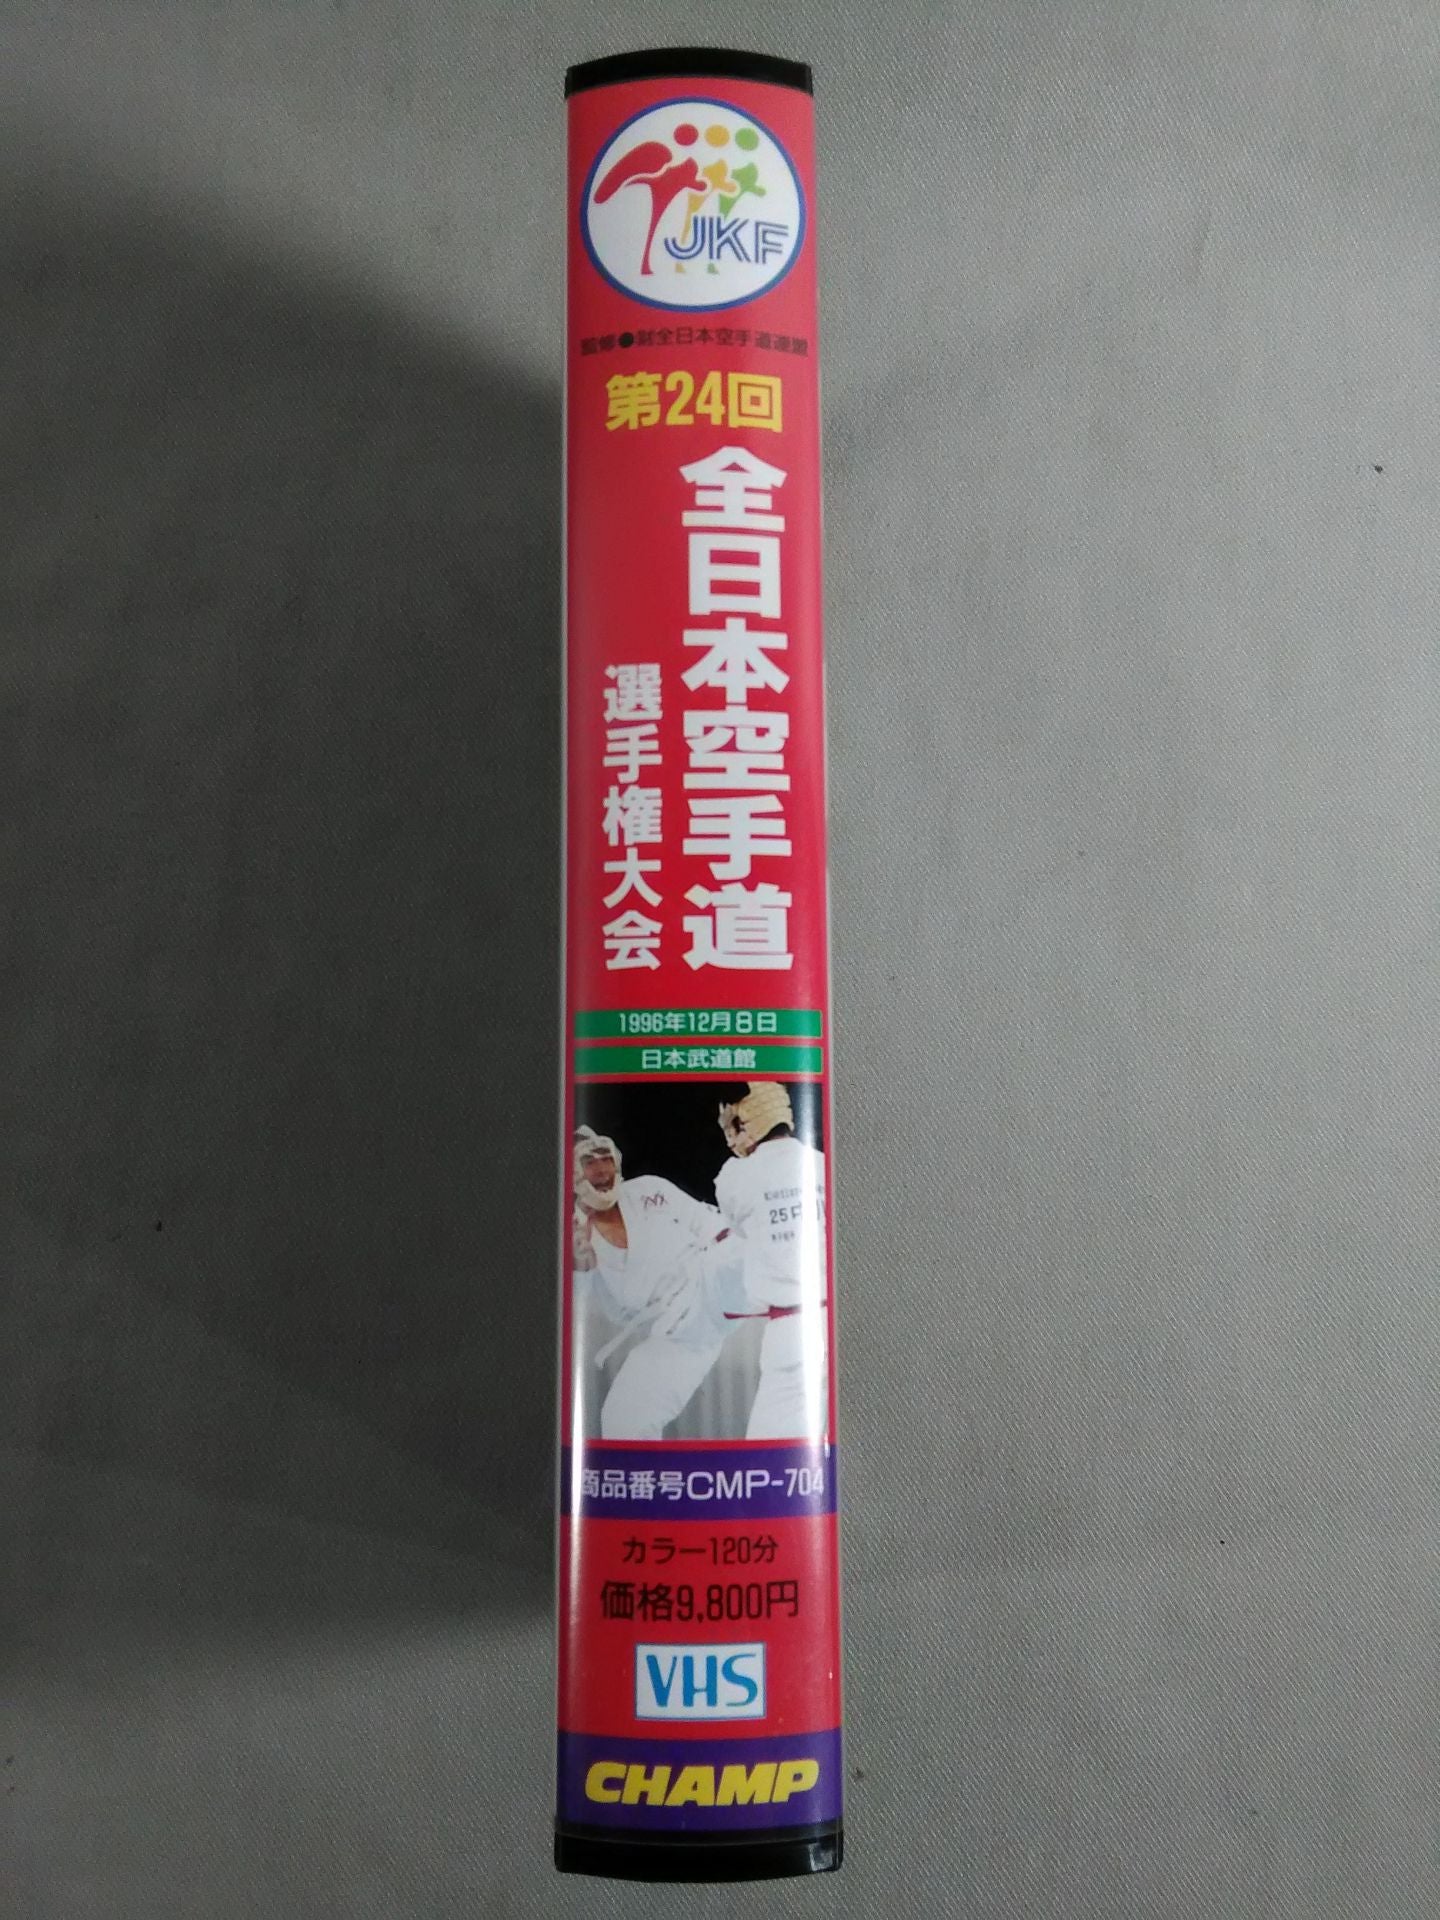 JKF
監修●財全日本空手道連盟
第24回
全日本空手道
選手権大会
1996年12月8日
日本武道館
商品番号CMP-704
カラー120分
価格9,800円
VHS
CHAMP